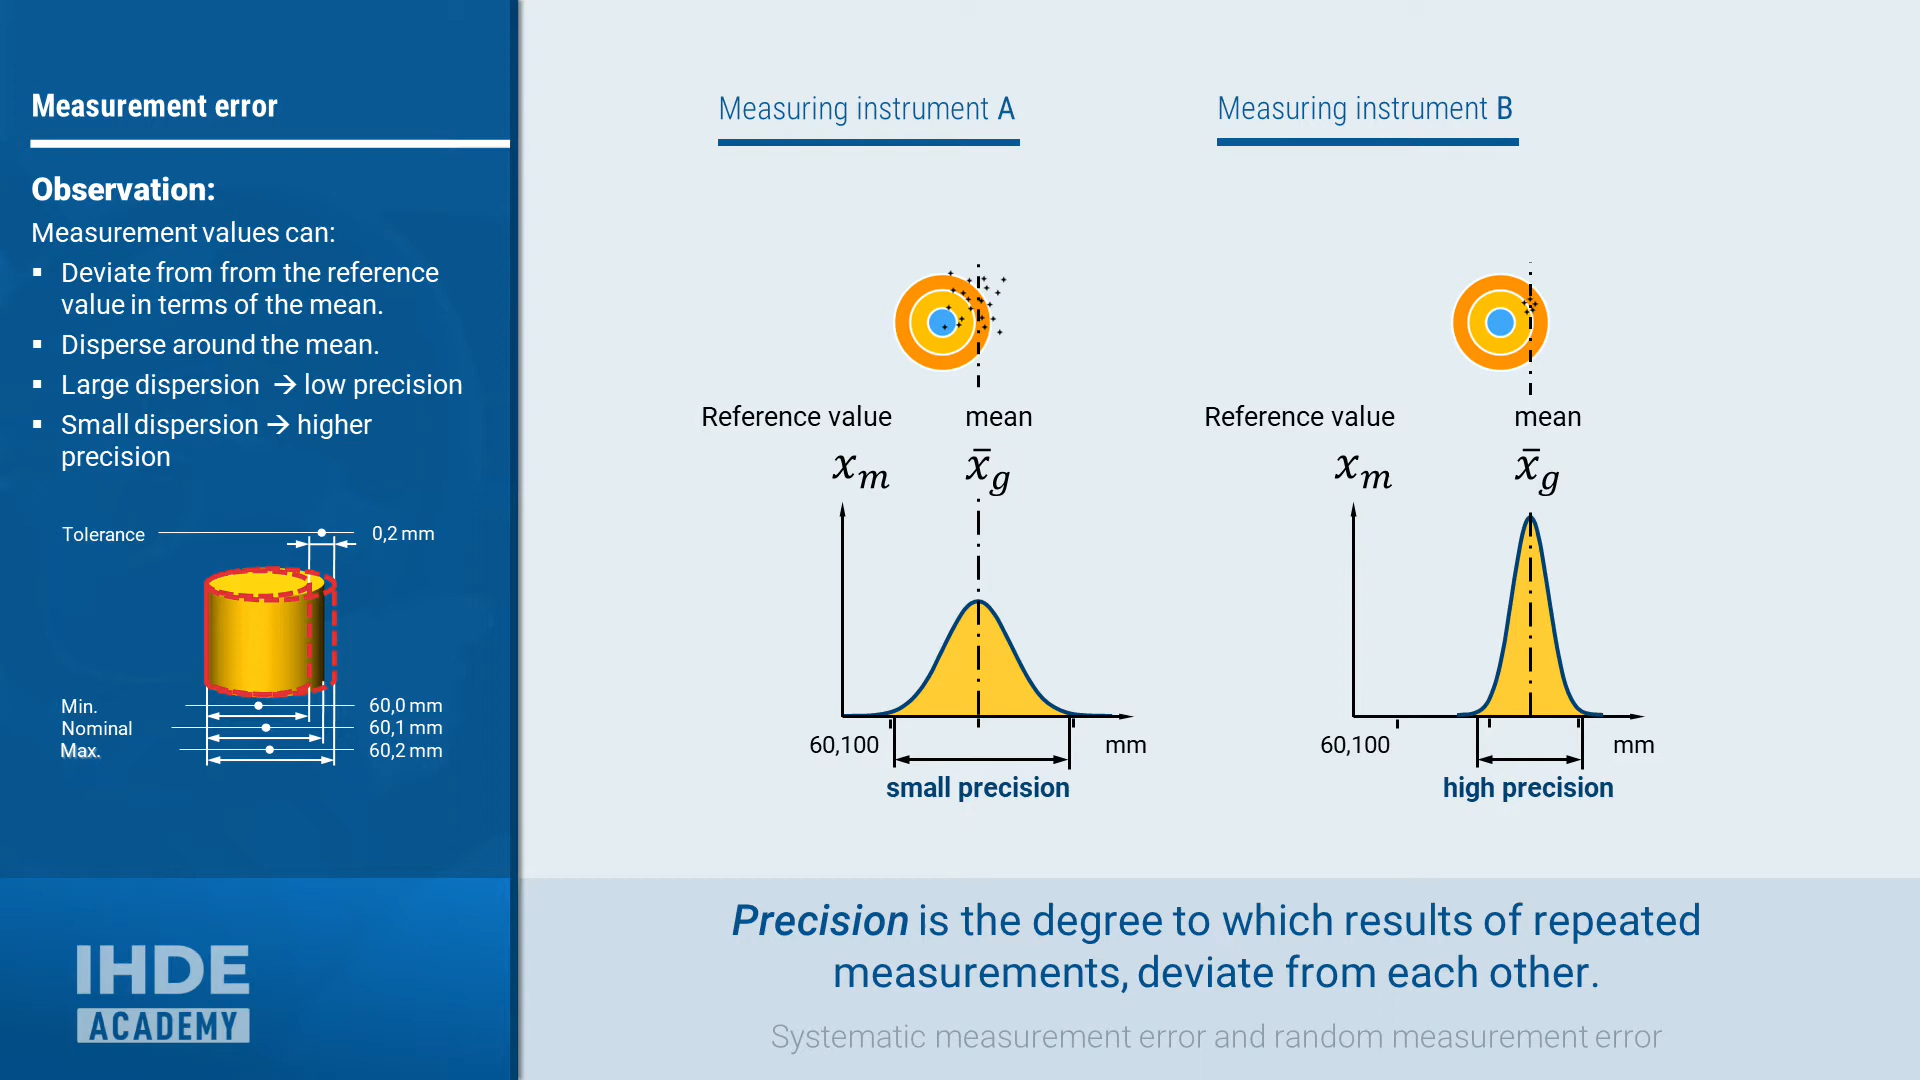 Measurement error
Observation:
Measurement values can:
▪ Deviate from from the reference
value in terms of the mean.
▪ Disperse around the mean.
▪ Large dispersion → low precision
▪ Small dispersion → higher
precision
Tolerance 0,2 mm
Min. 60,0 mm
Nominal 60,1 mm
Max. 60,2 mm
IHDE
ACADEMY
Measuring instrument A
Reference value mean
xₘ x̄g
60,100 mm
small precision
Measuring instrument B
Reference value mean
xₘ x̄g
60,100 mm
high precision
Precision is the degree to which results of repeated
measurements, deviate from each other.
Systematic measurement error and random measurement error